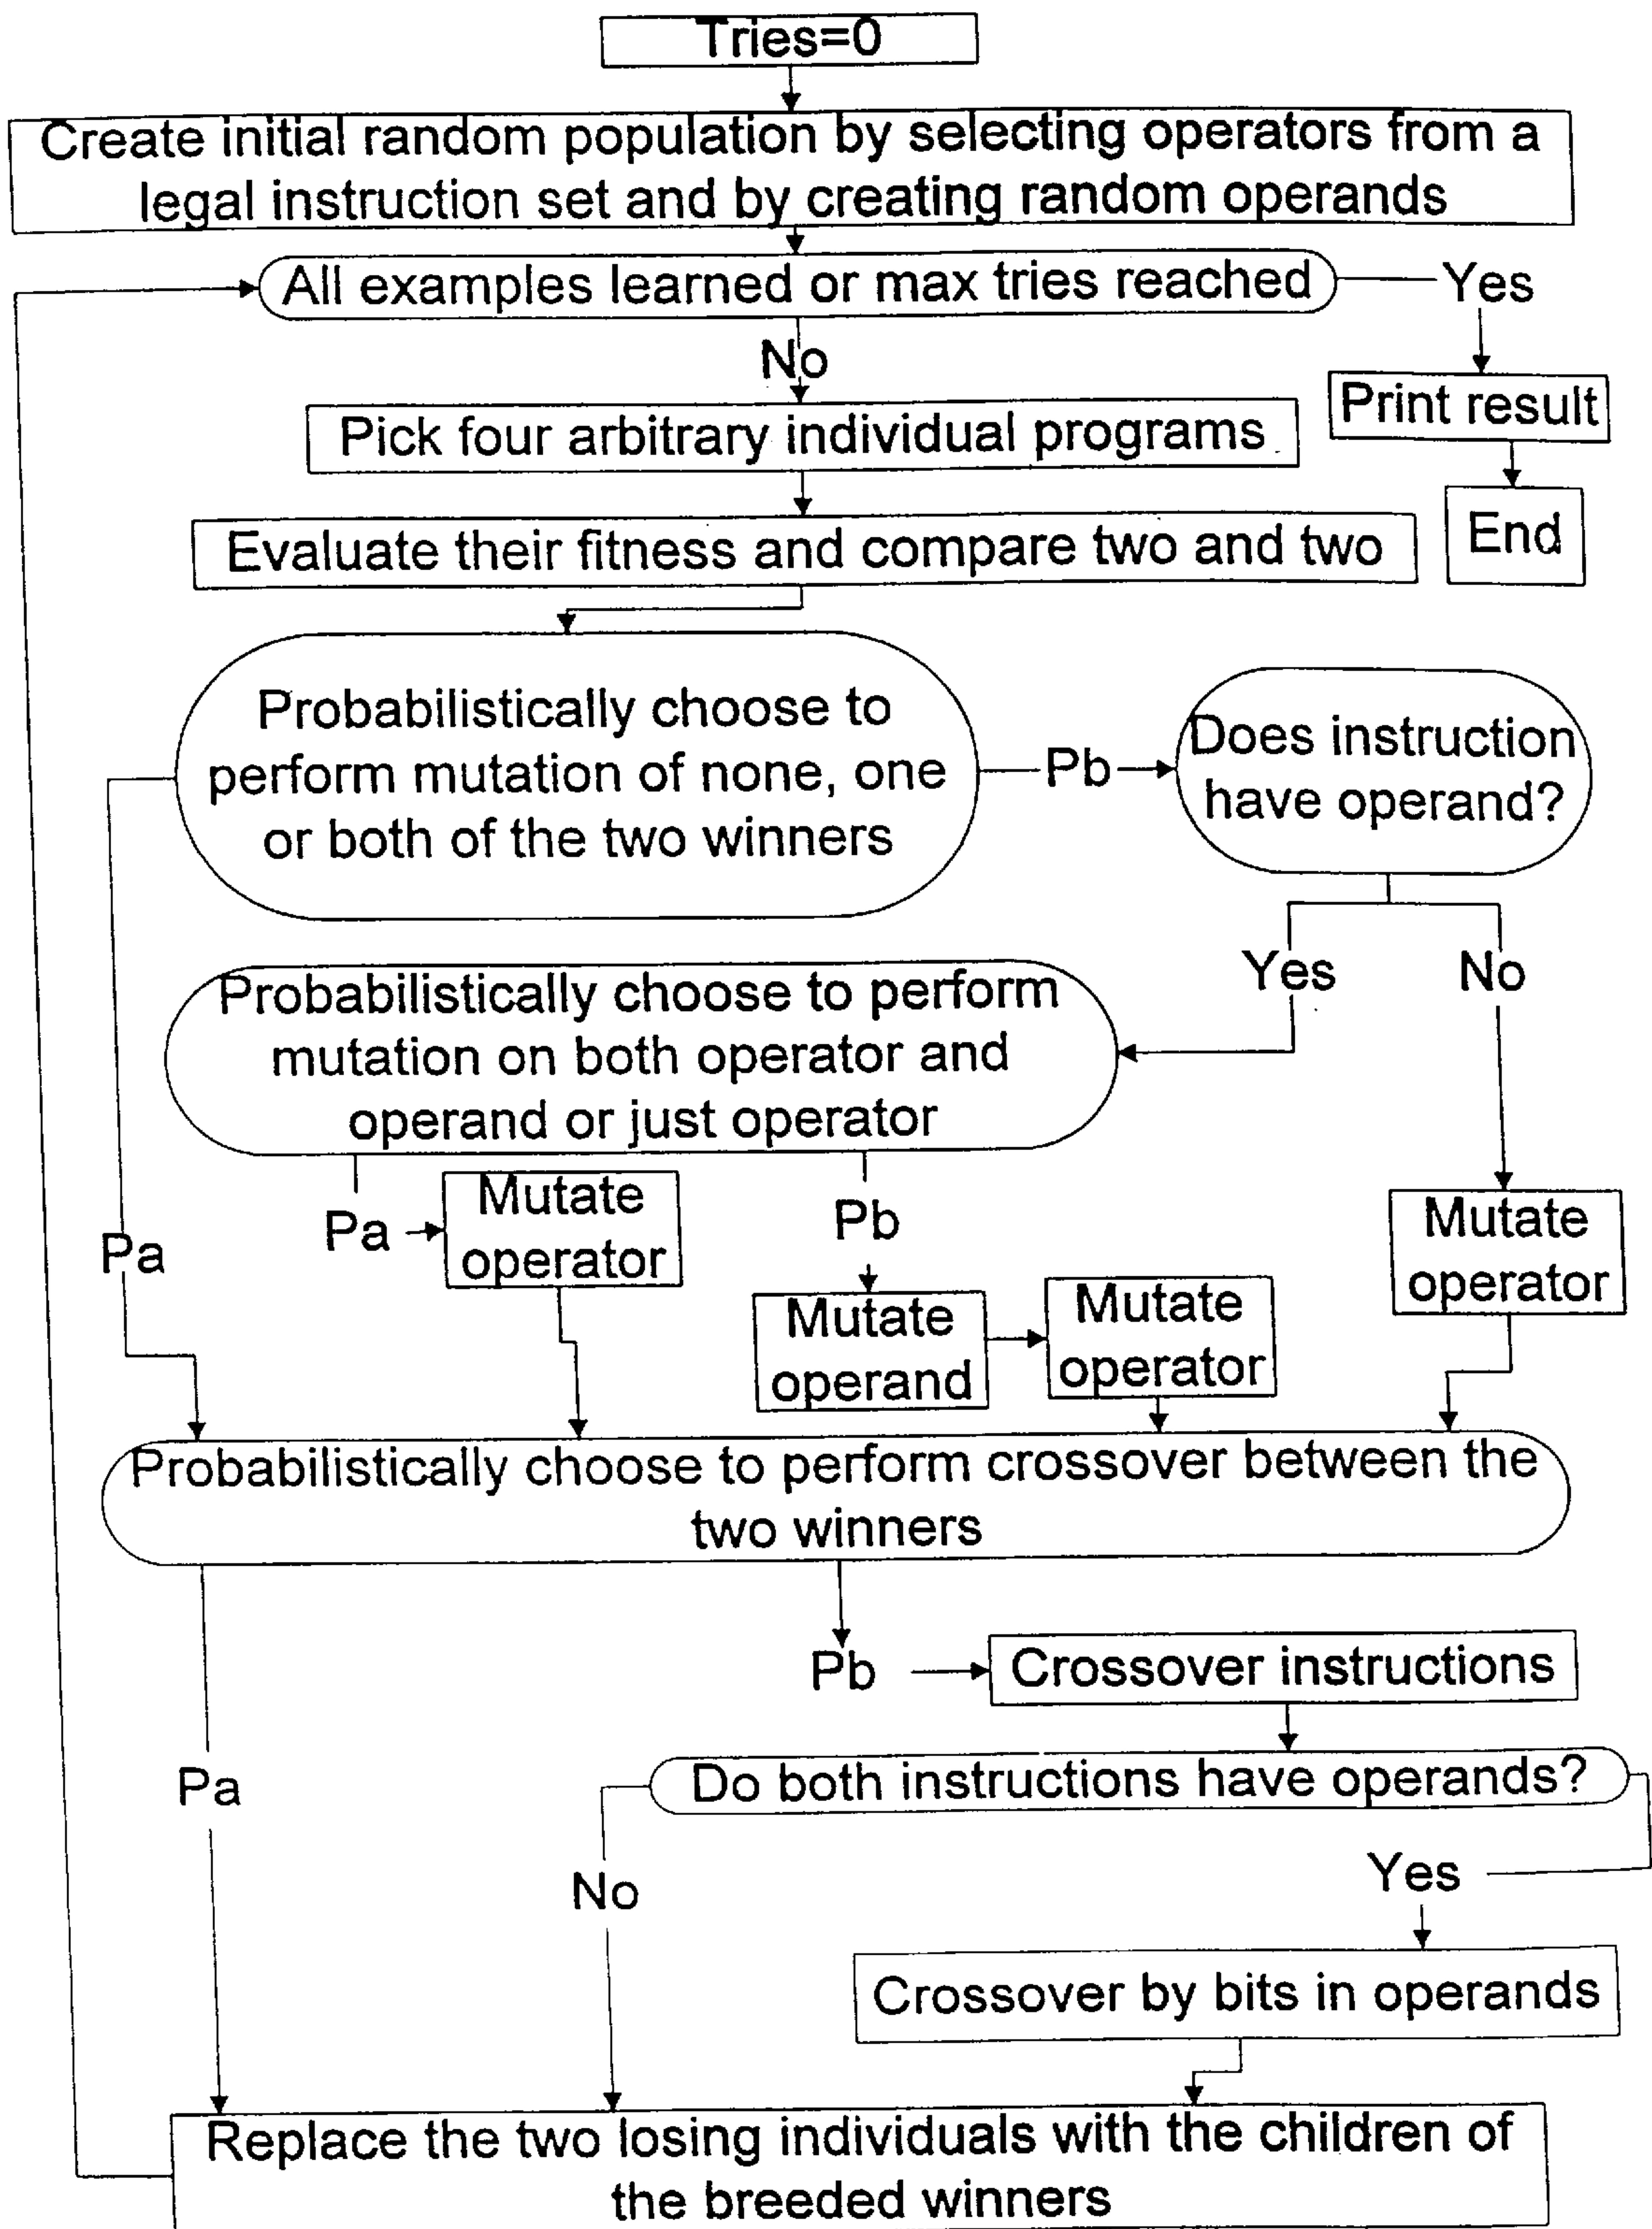 Tries=0
Create initial random population by selecting operators from a
legal instruction set and by creating random operands
All examples learned or max tries reached
Yes
No
Print result
Pick four arbitrary individual programs
End
Evaluate their fitness and compare two and two
Probabilistically choose to
perform mutation of none, one
or both of the two winners
Pb
Does instruction
have operand?
Yes
No
Probabilistically choose to perform
mutation on both operator and
operand or just operator
Pa
Pa
Mutate
operator
Pb
Mutate
operand
Mutate
operator
Mutate
operator
Probabilistically choose to perform crossover between the
two winners
Pb
Crossover instructions
Pa
Do both instructions have operands?
No
Yes
Crossover by bits in operands
Replace the two losing individuals with the children of
the breeded winners